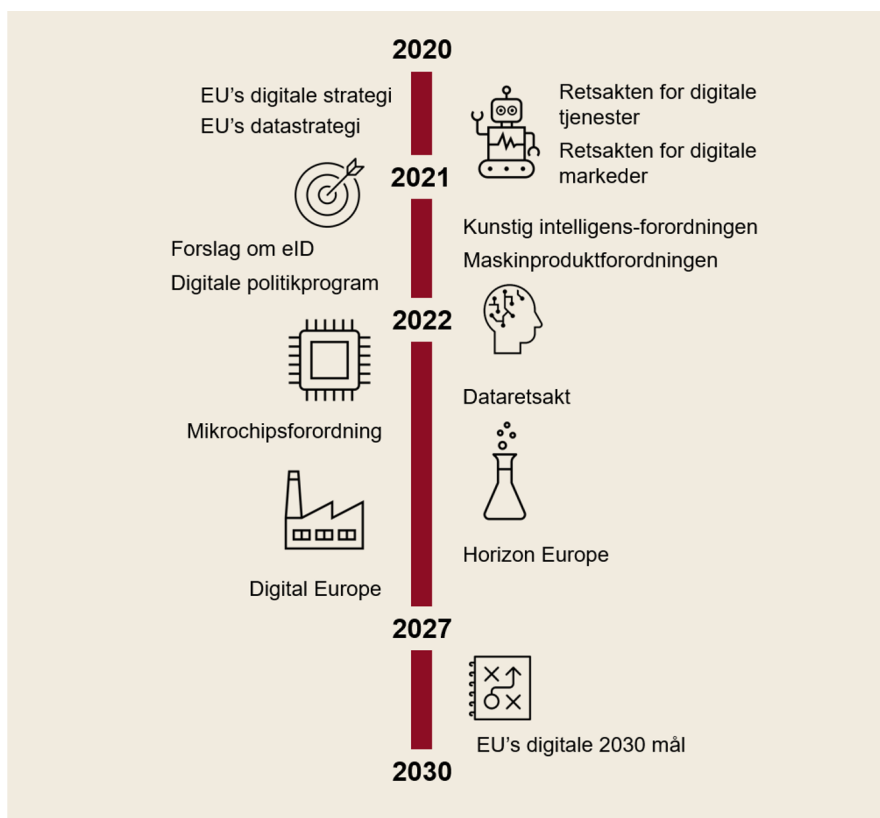 2020
EU’s digitale strategi
EU’s datastrategi
Retsakten for digitale
tjenester
Retsakten for digitale
markeder
2021
Forslag om eID
Digitale politikprogram
Kunstig intelligens-forordningen
Maskinproduktforordningen
2022
Mikrochipsforordning
Dataretsakt
Digital Europe
Horizon Europe
2027
EU’s digitale 2030 mål
2030